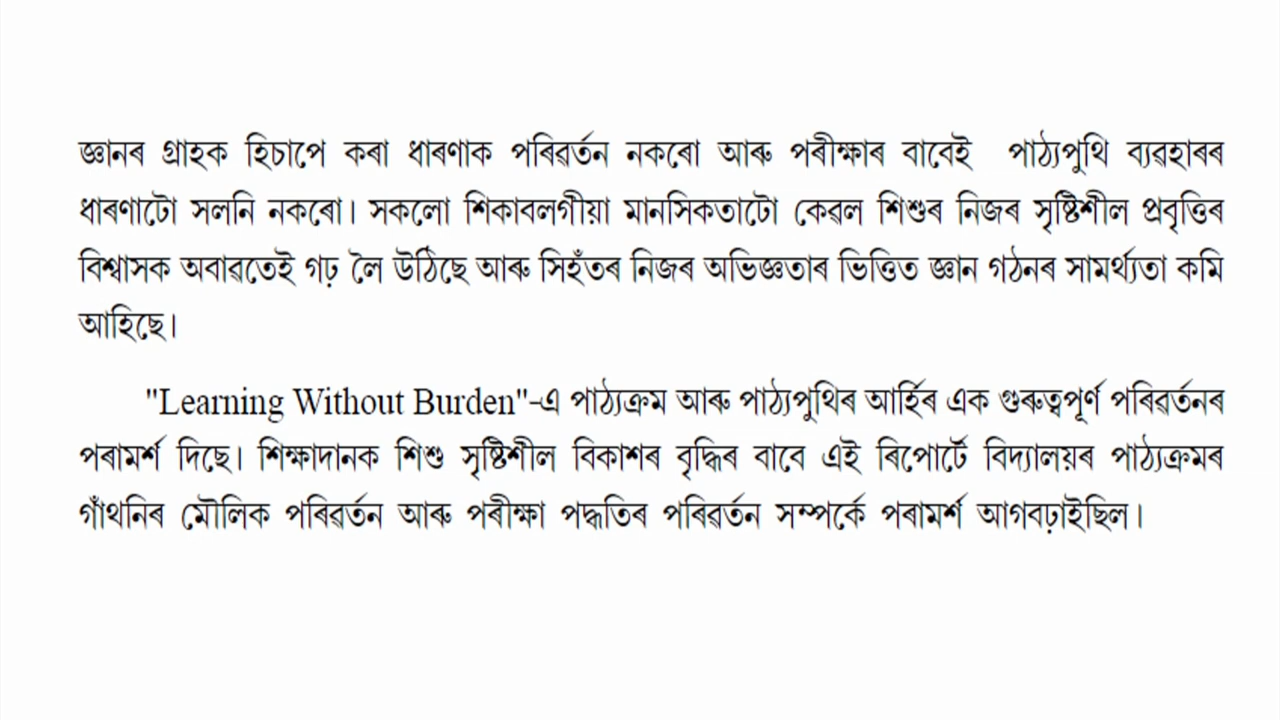 জ্ঞানৰ গ্ৰাহক হিচাপে কৰা ধাৰণাক পৰিৱৰ্তন নকৰো আৰু পৰীক্ষাৰ বাবেই পাঠ্যপুথি ব্যৱহাৰৰ
ধাৰণাটো সলনি নকৰো। সকলো শিকাবলগীয়া মানসিকতাটো কেৱল শিশুৰ নিজৰ সৃষ্টিশীল প্ৰবৃত্তিৰ
বিশ্বাসক অবাৱতেই গঢ় লৈ উঠিছে আৰু সিহঁতৰ নিজৰ অভিজ্ঞতাৰ ভিত্তিত জ্ঞান গঠনৰ সামৰ্থ্যতা কমি
আহিছে।
"Learning Without Burden"-এ পাঠ্যক্ৰম আৰু পাঠ্যপুথিৰ আৰ্হিৰ এক গুৰুত্বপূৰ্ণ পৰিৱৰ্তনৰ
পৰামৰ্শ দিছে। শিক্ষাদানক শিশু সৃষ্টিশীল বিকাশৰ বৃদ্ধিৰ বাবে এই ৰিপোৰ্টে বিদ্যালয়ৰ পাঠ্যক্ৰমৰ
গাঁথনিৰ মৌলিক পৰিৱৰ্তন আৰু পৰীক্ষা পদ্ধতিৰ পৰিৱৰ্তন সম্পৰ্কে পৰামৰ্শ আগবঢ়াইছিল।